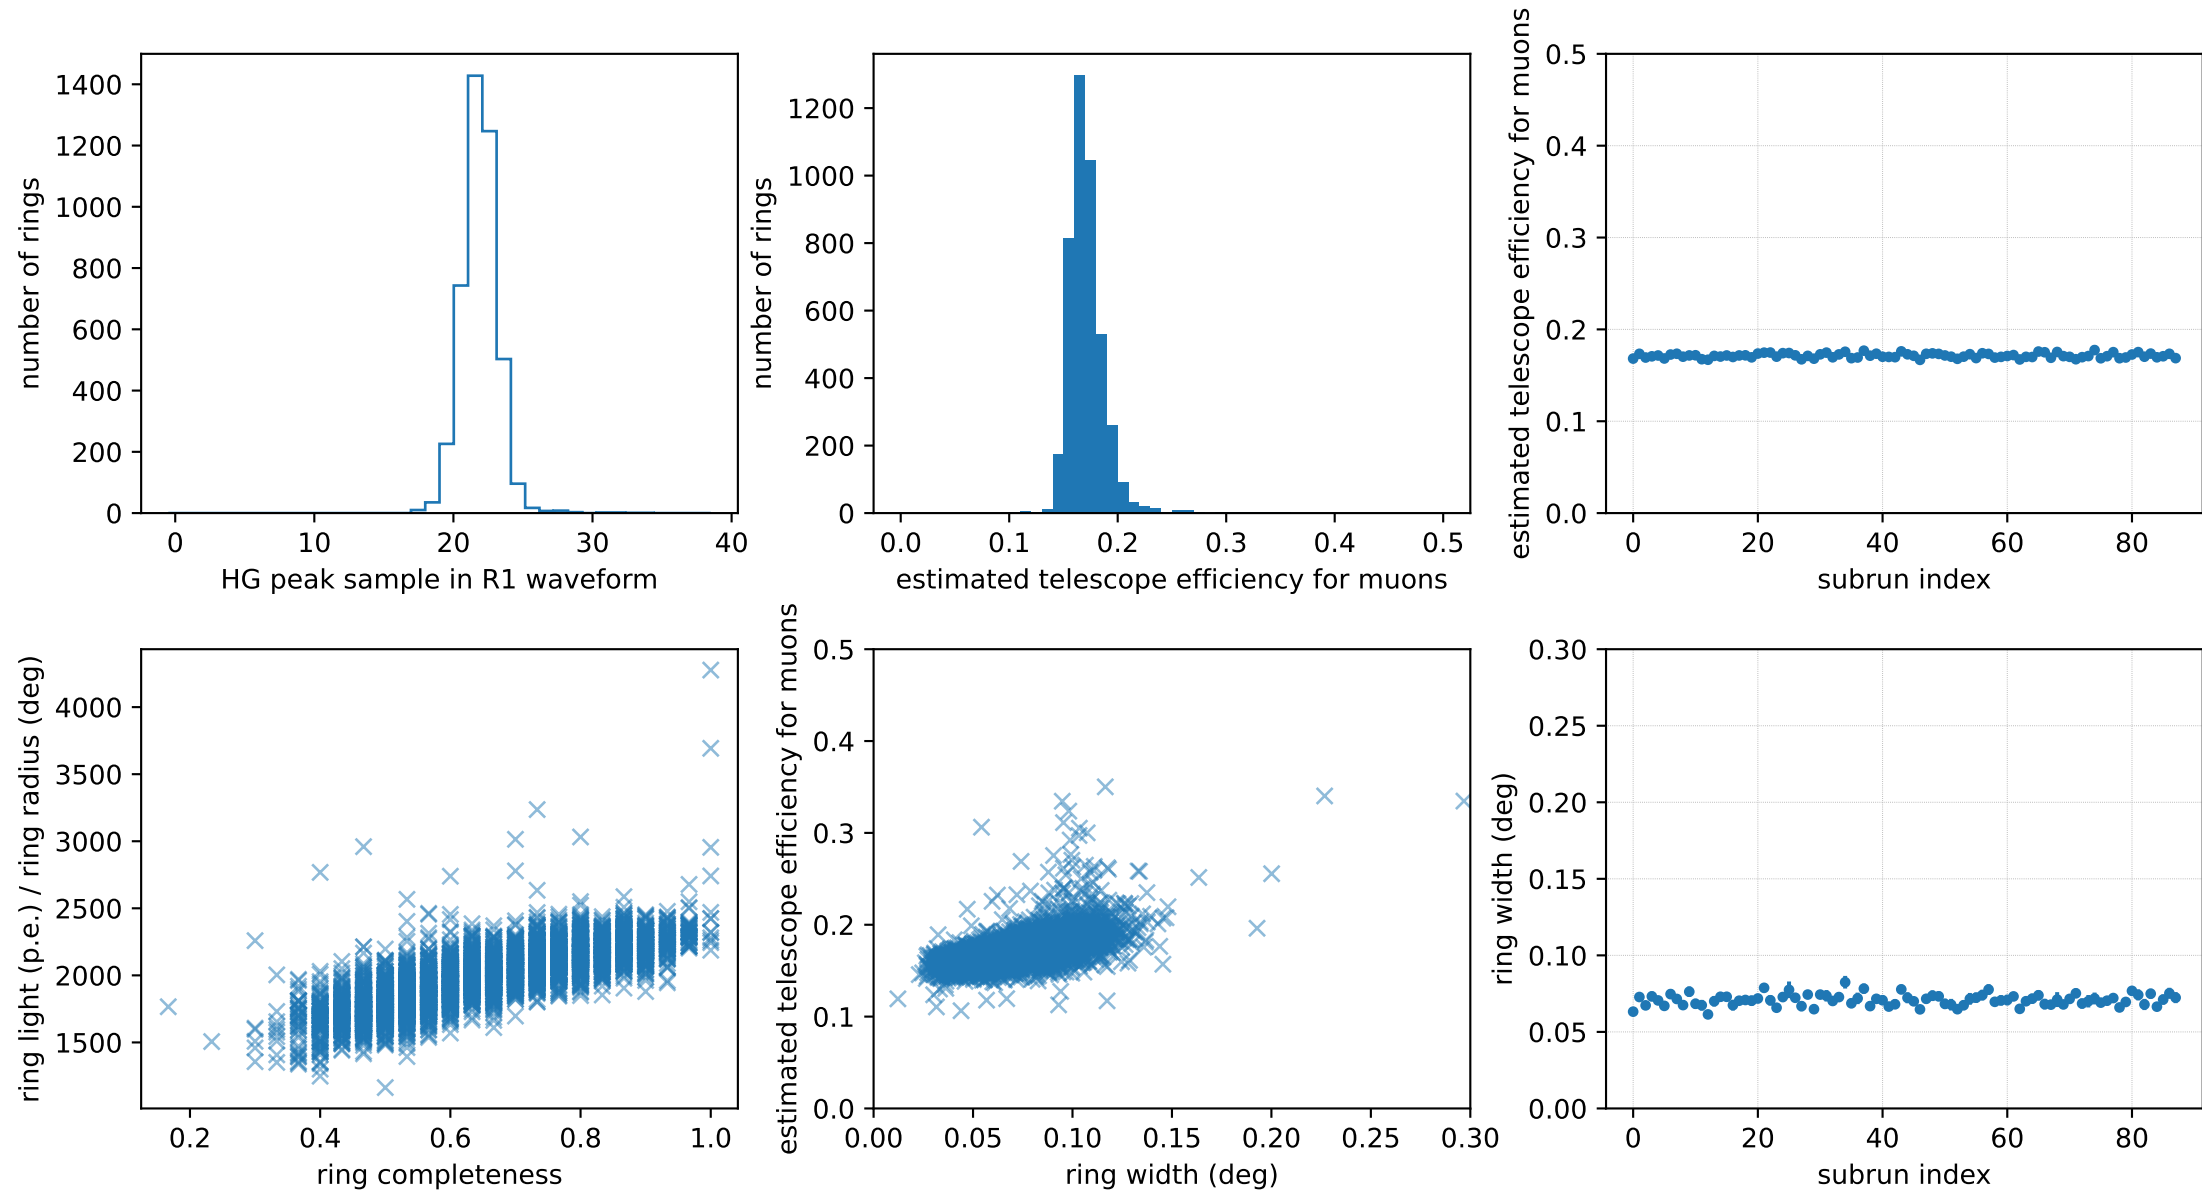 1400
1200
1000
800
600
400
200
0
number of rings
0 10 20 30 40
HG peak sample in R1 waveform
1200
1000
800
600
400
200
0
number of rings
0.0 0.1 0.2 0.3 0.4 0.5
estimated telescope efficiency for muons
0.5
0.4
0.3
0.2
0.1
0.0
estimated telescope efficiency for muons
0 20 40 60 80
subrun index
4000
3500
3000
2500
2000
1500
ring light (p.e.) / ring radius (deg)
0.2 0.4 0.6 0.8 1.0
ring completeness
0.5
0.4
0.3
0.2
0.1
0.0
estimated telescope efficiency for muons
0.00 0.05 0.10 0.15 0.20 0.25 0.30
ring width (deg)
0.30
0.25
0.20
0.15
0.10
0.05
0.00
ring width (deg)
0 20 40 60 80
subrun index